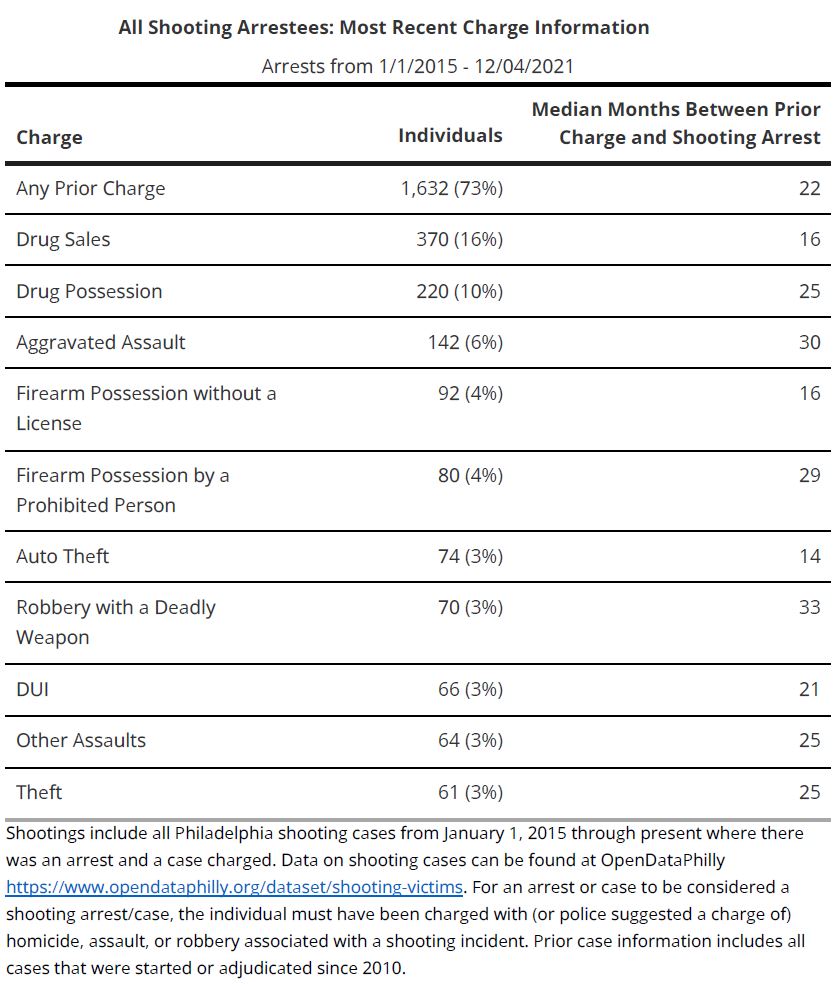 All Shooting Arrestees: Most Recent Charge Information
Arrests from 1/1/2015 - 12/04/2021
Charge Individuals Median Months Between Prior Charge and Shooting Arrest
Any Prior Charge 1,632 (73%) 22
Drug Sales 370 (16%) 16
Drug Possession 220 (10%) 25
Aggravated Assault 142 (6%) 30
Firearm Possession without a License 92 (4%) 16
Firearm Possession by a Prohibited Person 80 (4%) 29
Auto Theft 74 (3%) 14
Robbery with a Deadly Weapon 70 (3%) 33
DUI 66 (3%) 21
Other Assaults 64 (3%) 25
Theft 61 (3%) 25
Shootings include all Philadelphia shooting cases from January 1, 2015 through present where there
was an arrest and a case charged. Data on shooting cases can be found at OpenDataPhilly
https://www.opendataphilly.org/dataset/shooting-victims. For an arrest or case to be considered a
shooting arrest/case, the individual must have been charged with (or police suggested a charge of)
homicide, assault, or robbery associated with a shooting incident. Prior case information includes all
cases that were started or adjudicated since 2010.